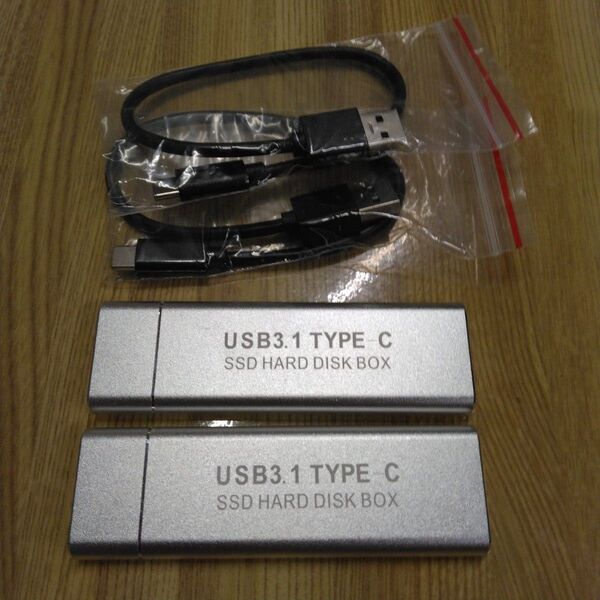 USB3.1 TYPE-C
SSD HARD DISK BOX
USB3.1 TYPE-C
SSD HARD DISK BOX